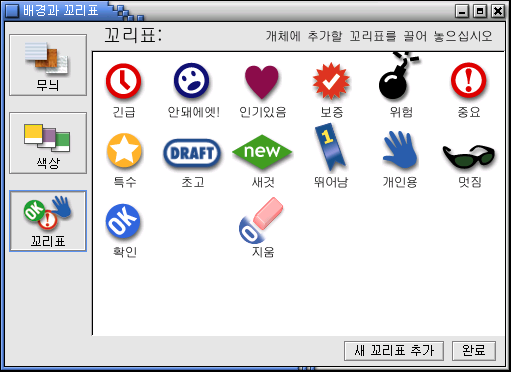 배경과 꼬리표
무늬
색상
OK
꼬리표
꼬리표:
개체에 추가할 꼬리표를 끌어 놓으십시오
긴급
안돼에엣!
인기있음
보증
위험
중요
DRAFT
new
1
특수
초고
새것
뛰어남
개인용
멋짐
OK
확인
지움
새 꼬리표 추가
완료